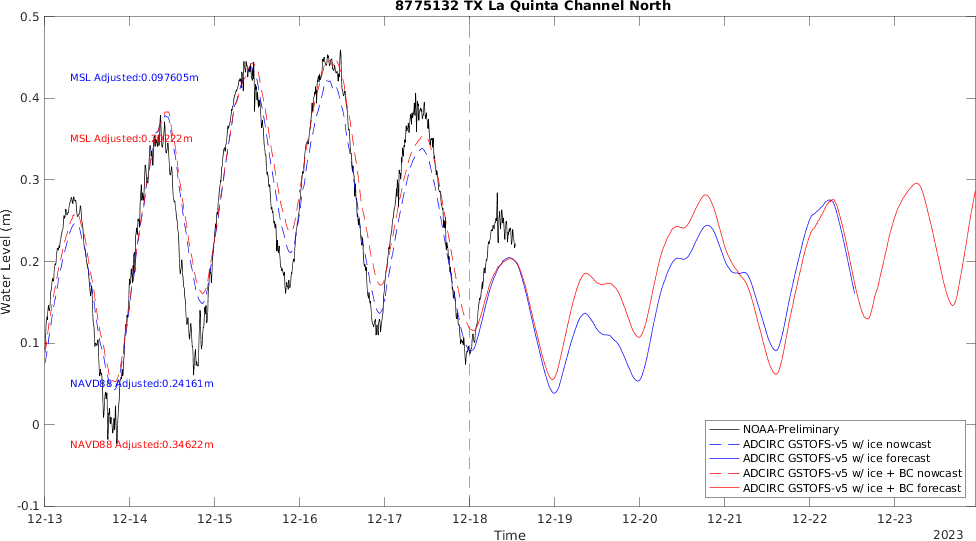 8775132 TX La Quinta Channel North
0.5
0.4
0.3
0.2
0.1
0
-0.1
Water Level (m)
MSL Adjusted:0.097605m
MSL Adjusted:
NAVD88 Adjusted:0.24161m
NAVD88 Adjusted:0.34622m
NOAA-Preliminary
ADCIRC GSTOFS-v5 w/ ice nowcast
ADCIRC GSTOFS-v5 w/ ice forecast
ADCIRC GSTOFS-v5 w/ ice + BC nowcast
ADCIRC GSTOFS-v5 w/ ice + BC forecast
12-13 12-14 12-15 12-16 12-17 12-18 12-19 12-20 12-21 12-22 12-23
Time
2023